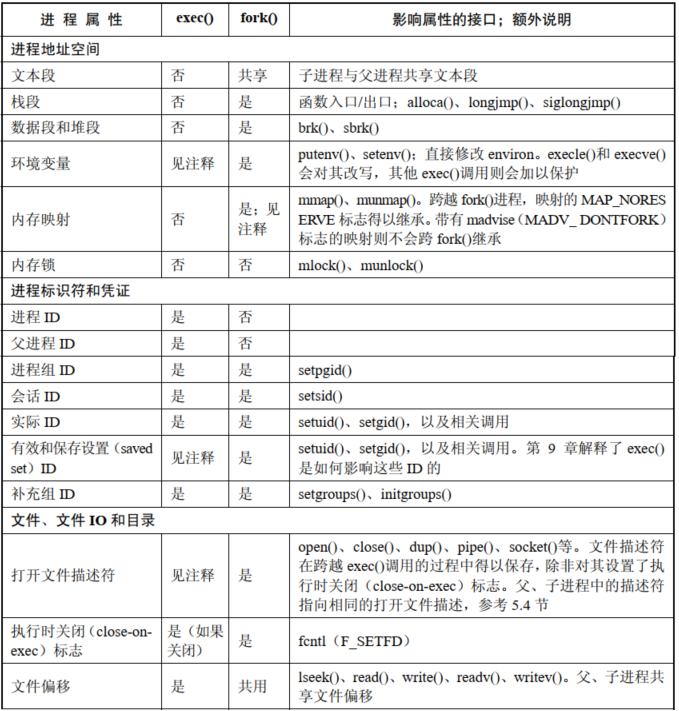 进程属性 exec() fork() 影响属性的接口；额外说明
进程地址空间
文本段 否 共享 子进程与父进程共享文本段
栈段 否 是 函数入口/出口；alloca()、longjmp()、siglongjmp()
数据段和堆段 否 是 brk()、sbrk()
环境变量 见注释 是 putenv()、setenv()；直接修改 environ。execle()和 execve()
会对其改写，其他 exec()调用则会加以保护
内存映射 否 是；见
注释
mmap()、munmap()。跨越 fork()进程，映射的 MAP_NORES
ERVE 标志得以继承。带有 madvise（MADV_ DONTFORK）
标志的映射则不会跨 fork()继承
内存锁 否 否 mlock()、munlock()
进程标识符和凭证
进程 ID 是 否
父进程 ID 是 否
进程组 ID 是 是 setpgid()
会话 ID 是 是 setsid()
实际 ID 是 是 setuid()、setgid()，以及相关调用
有效和保存设置（saved
set）ID
见注释 是 setuid()、setgid()，以及相关调用。第 9 章解释了 exec()
是如何影响这些 ID 的
补充组 ID 是 是 setgroups()、initgroups()
文件、文件 IO 和目录
打开文件描述符 见注释 是 open()、close()、dup()、pipe()、socket()等。文件描述符
在跨越 exec()调用的过程中得以保存，除非对其设置了执
行时关闭（close-on-exec）标志。父、子进程中的描述符
指向相同的打开文件描述，参考 5.4 节
执行时关闭（close-on-
exec）标志
是（如果
关闭）
是 fcntl（F_SETFD）
文件偏移 是 共用 lseek()、read()、write()、readv()、writev()。父、子进程共
享文件偏移